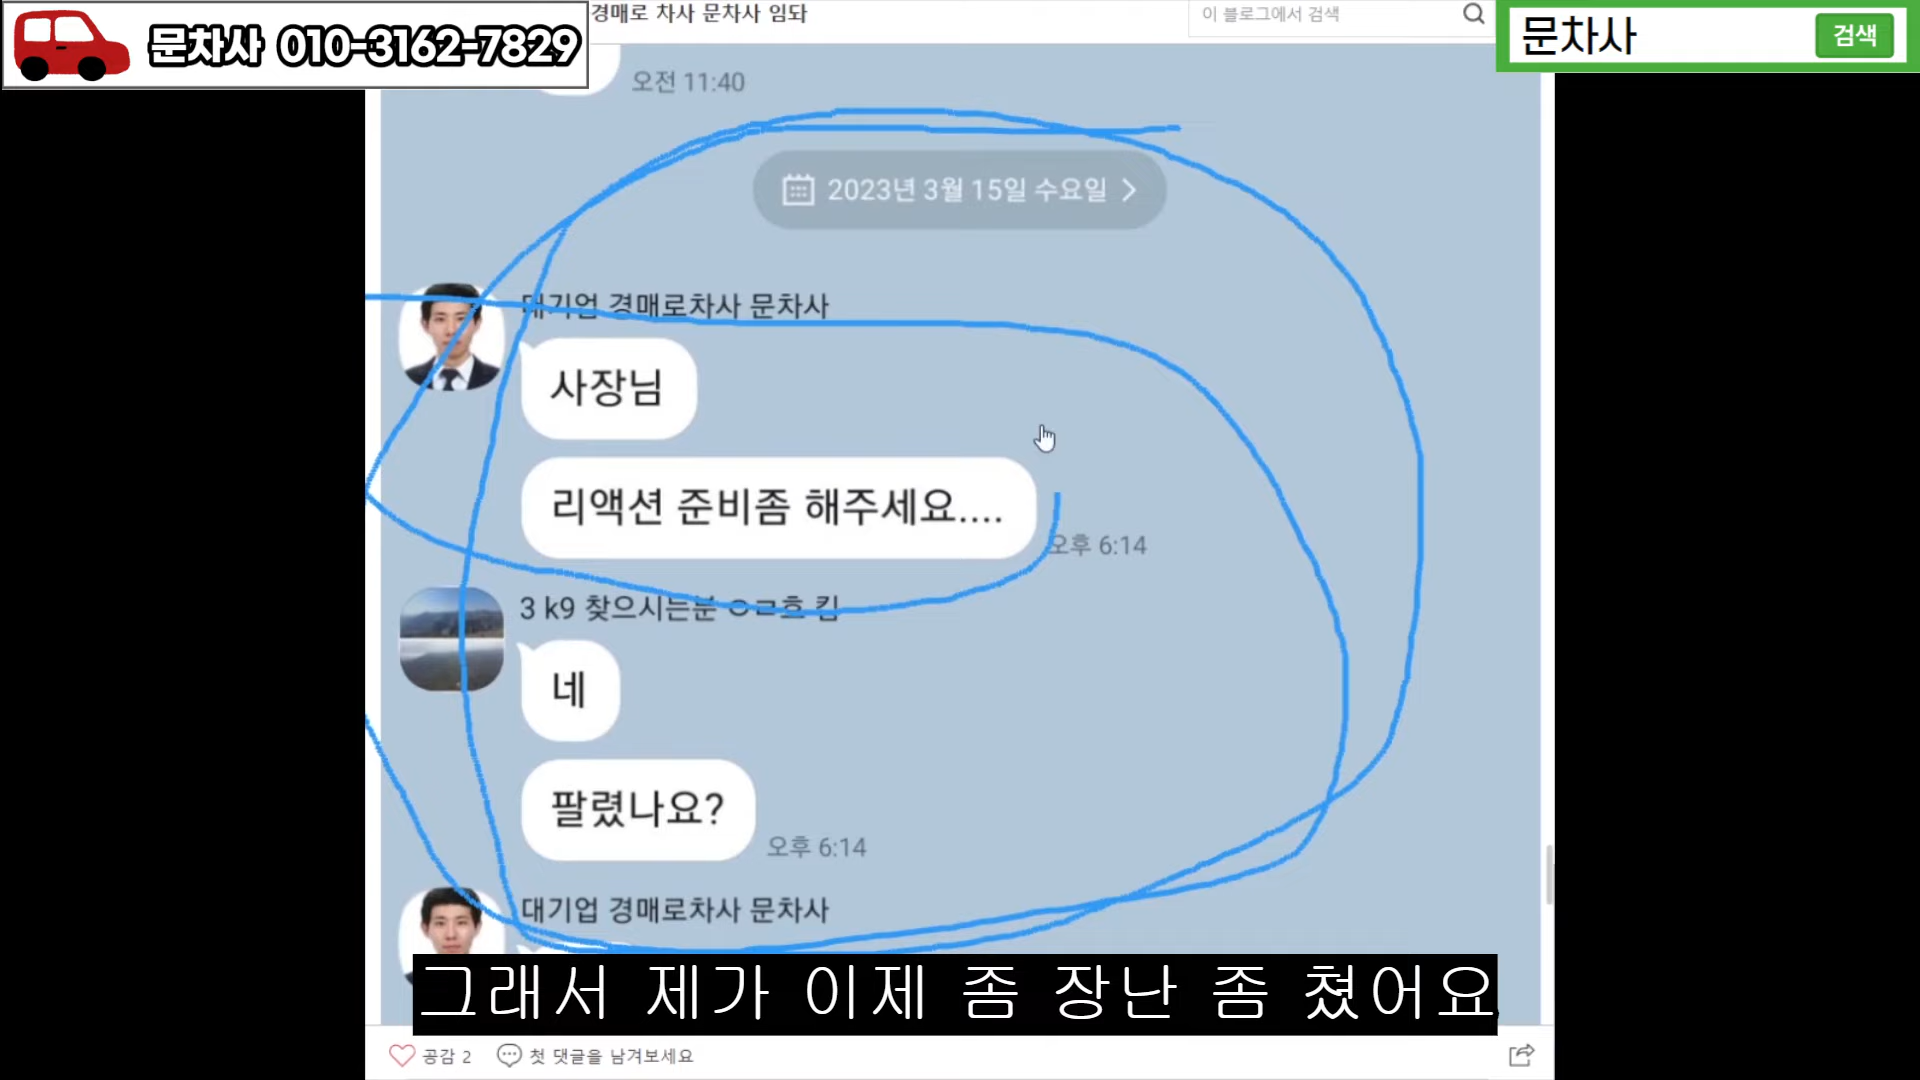 문차사 010-3162-7829
경매로 차사 문차사 임돠
이 블로그에서 검색
문차사
검색
오전 11:40
2023년 3월 15일 수요일
대기업 경매로차사 문차사
사장님
리액션 준비좀 해주세요....
오후 6:14
3 k9 찾으시는분 ㅇㄹ흐 킴
네
팔렸나요?
오후 6:14
대기업 경매로차사 문차사
그래서 제가 이제 좀 장난 좀 쳤어요
공감 2
첫 댓글을 남겨보세요